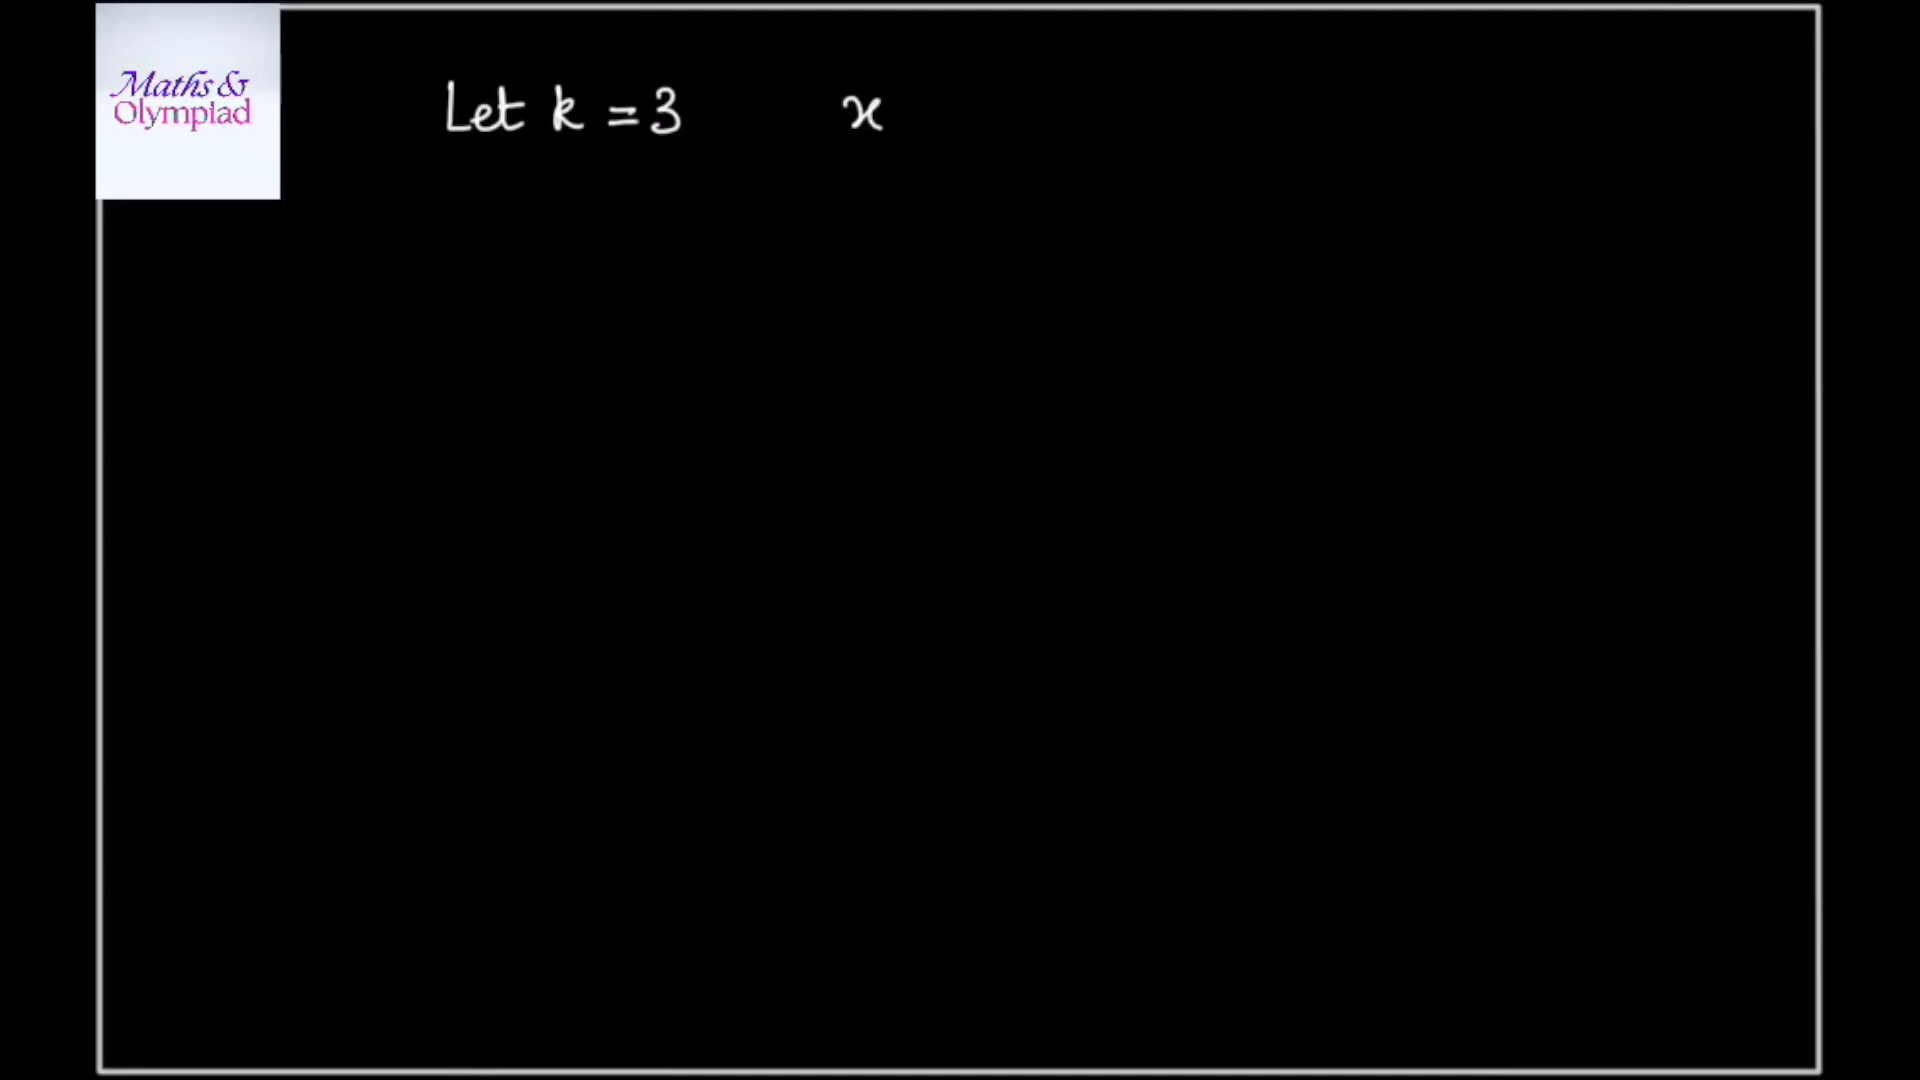 Maths &
Olympiad
Let k = 3 x